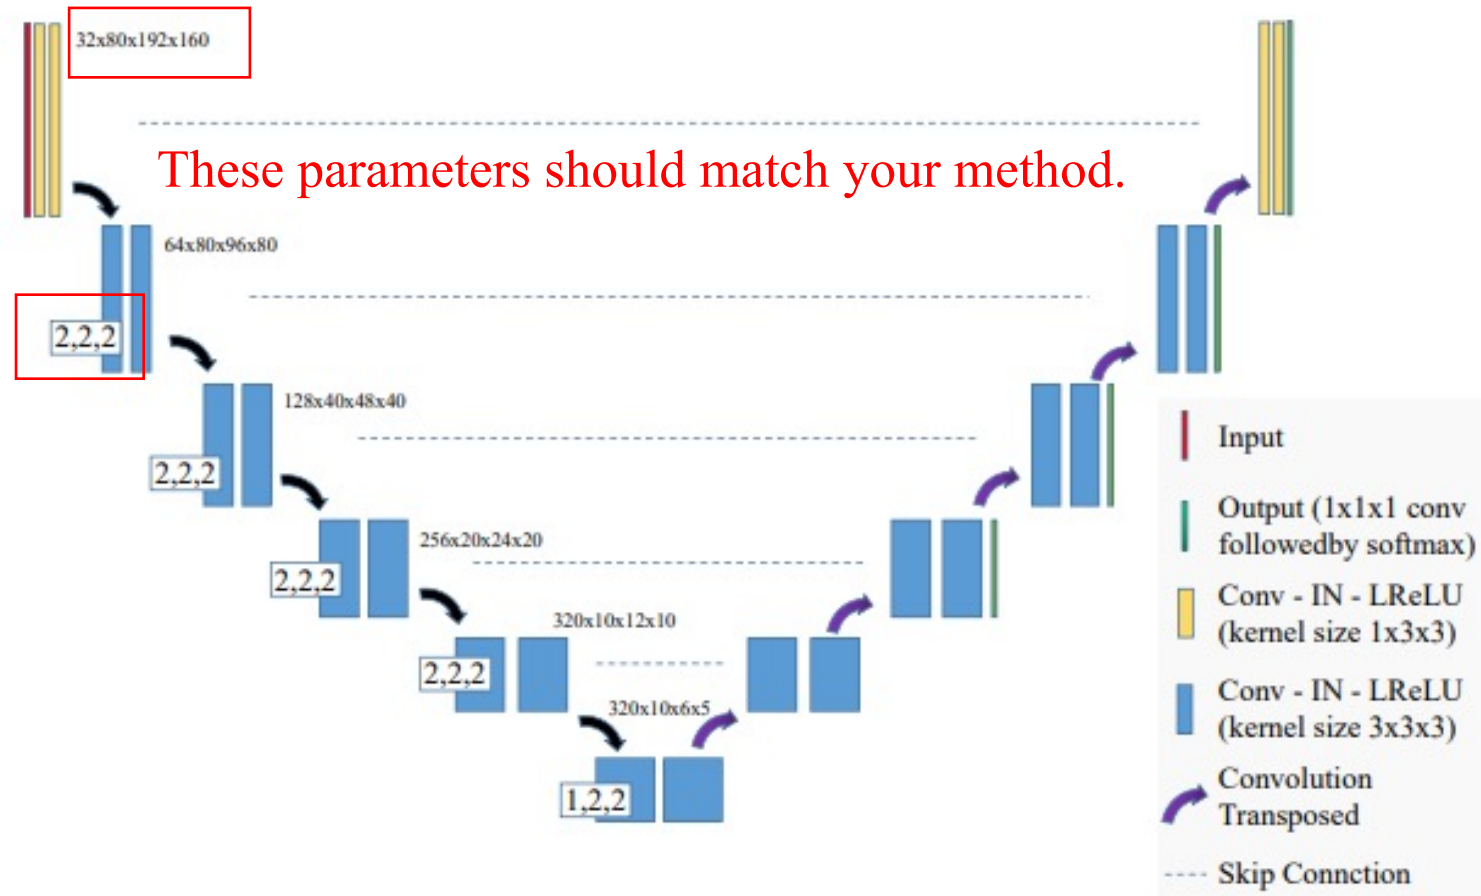 32x80x192x160
These parameters should match your method.
64x80x96x80
2,2,2
128x40x48x40
2,2,2
256x20x24x20
2,2,2
320x10x12x10
2,2,2
320x10x6x5
1,2,2
Input
Output (1x1x1 conv
followedby softmax)
Conv - IN - LReLU
(kernel size 1x3x3)
Conv - IN - LReLU
(kernel size 3x3x3)
Convolution
Transposed
Skip Connction